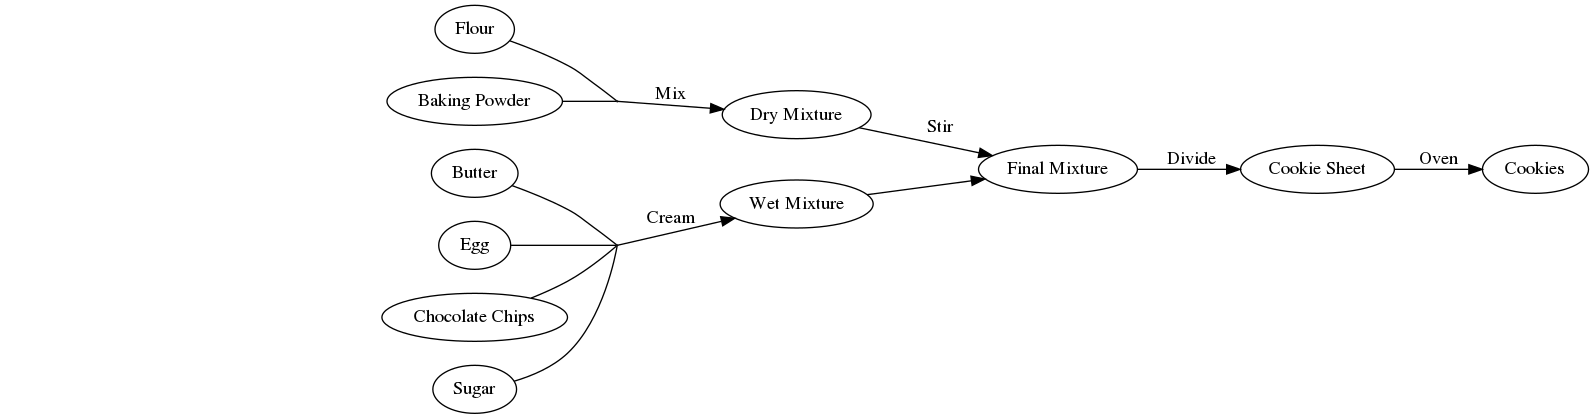 Flour
Baking Powder
Mix
Dry Mixture
Stir
Butter
Egg
Chocolate Chips
Sugar
Cream
Wet Mixture
Final Mixture
Divide
Cookie Sheet
Oven
Cookies